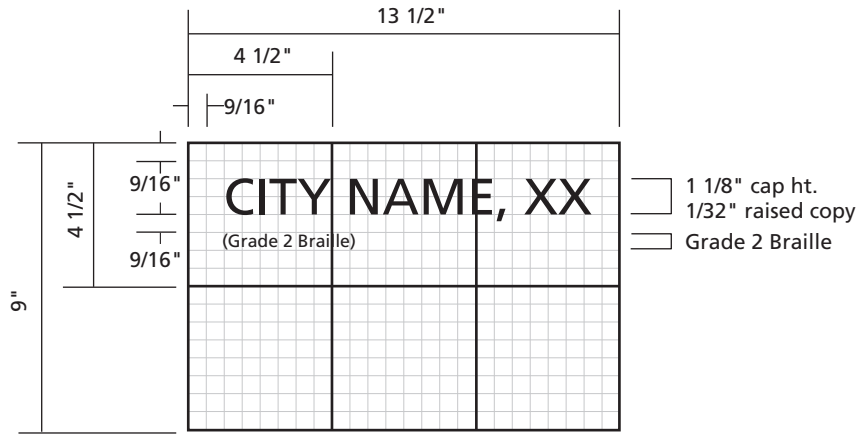 13 1/2"
4 1/2"
9/16"
9"
4 1/2"
9/16"
9/16"
CITY NAME, XX
(Grade 2 Braille)
1 1/8" cap ht.
1/32" raised copy
Grade 2 Braille